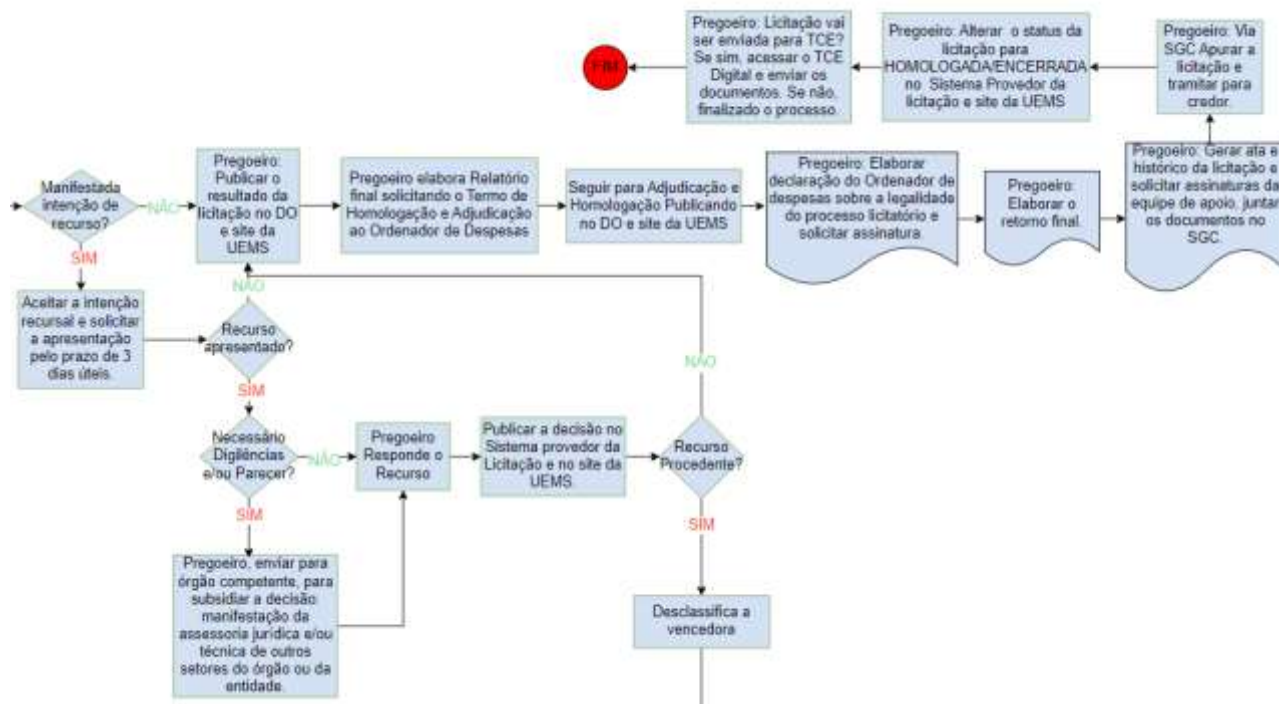 Pregoeiro: Licitação vai
ser enviada para TCE?
Se sim, acessar o TCE
Digital e enviar os
documentos. Se não,
finalizado o processo.
Pregoeiro: Alterar o status da
licitação para
HOMOLOGADA/ENCERRADA
no Sistema Provedor da
licitação e site da UEMS
Pregoeiro: Via
SGC Apurar a
licitação e
tramitar para
credor.
FIM
Manifestada
intenção de
recurso?
NÃO
SIM
Pregoeiro:
Publicar o
resultado da
licitação no DO
e site da
UEMS
Pregoeiro elabora Relatório
final solicitando o Termo de
Homologação e Adjudicação
ao Ordenador de Despesas
Seguir para Adjudicação e
Homologação Publicando
no DO e site da UEMS
Pregoeiro: Elaborar
declaração do Ordenador de
despesas sobre a legalidade
do processo licitatório e
solicitar assinatura.
Pregoeiro:
Elaborar o
retorno final.
Pregoeiro: Gerar ata e
histórico da licitação e
solicitar assinaturas da
equipe de apoio, juntar
os documentos no
SGC.
Aceitar a intenção
recursal e solicitar
a apresentação
pelo prazo de 3
dias úteis.
NÃO
Recurso
apresentado?
SIM
Necessário
Digilências
e/ou Parecer?
NÃO
SIM
Pregoeiro
Responde o
Recurso
Publicar a decisão no
Sistema provedor da
Licitação e no site da
UEMS.
NÃO
Recurso
Procedente?
SIM
Pregoeiro, enviar para
órgão competente, para
subsidiar a decisão
manifestação da
assessoria jurídica e/ou
técnica de outros
setores do órgão ou da
entidade.
Desclassifica a
vencedora